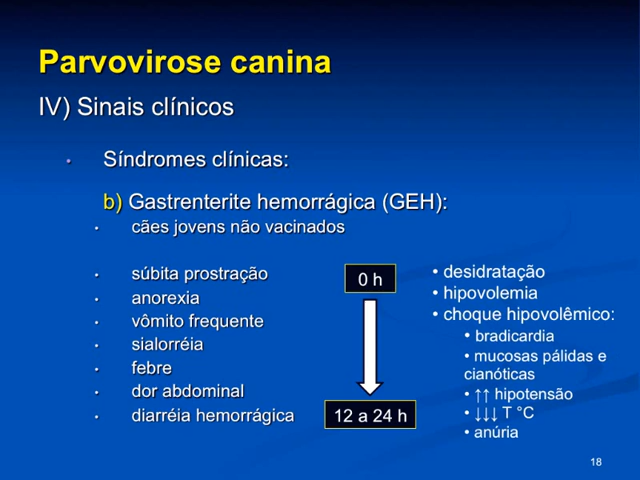 Parvovirose canina
IV) Sinais clínicos
• Síndromes clínicas:
b) Gastrenterite hemorrágica (GEH):
• cães jovens não vacinados
• súbita prostração
• anorexia
• vômito frequente
• sialorréia
• febre
• dor abdominal
• diarréia hemorrágica
0 h
12 a 24 h
• desidratação
• hipovolemia
• choque hipovolêmico:
• bradicardia
• mucosas pálidas e
cianóticas
• ↑↑ hipotensão
• ↓↓↓ T °C
• anúria
18